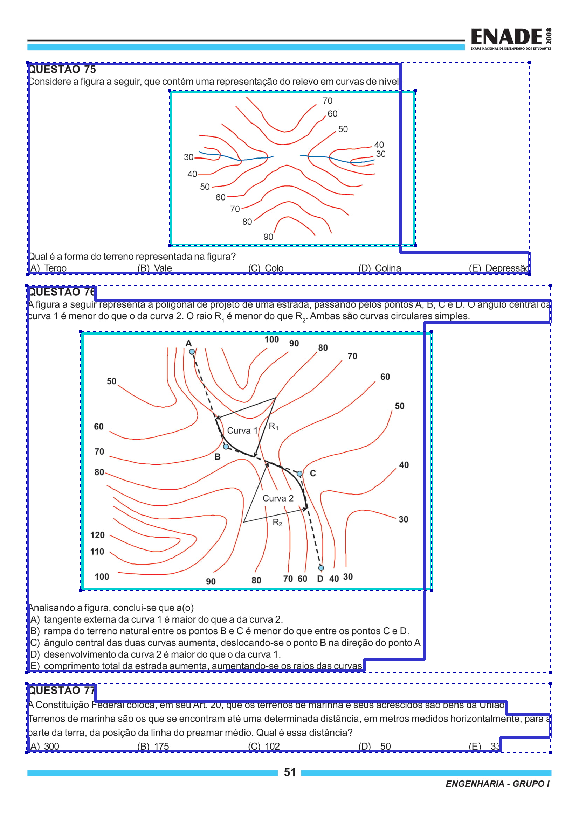 ENADE 2008
EXAME NACIONAL DE DESEMPENHO DOS ESTUDANTES
QUESTÃO 75
Considere a figura a seguir, que contém uma representação do relevo em curvas de nível.
70
60
50
40
30
30
40
50
60
70
80
90
Qual é a forma do terreno representada na figura?
(A) Tergo (B) Vale (C) Colo (D) Colina (E) Depressão
QUESTÃO 76
A figura a seguir representa a poligonal de projeto de uma estrada, passando pelos pontos A, B, C e D. O ângulo central da
curva 1 é menor do que o da curva 2. O raio R1 é menor do que R2. Ambas são curvas circulares simples.
A 100 90 80
70
60
50
50
60
Curva 1 R1
70
B
80
C
40
Curva 2
30
R2
120
110
100 90 80 70 60 D 40 30
Analisando a figura, conclui-se que a(o)
(A) tangente externa da curva 1 é maior do que a da curva 2.
(B) rampa do terreno natural entre os pontos B e C é menor do que entre os pontos C e D.
(C) ângulo central das duas curvas aumenta, deslocando-se o ponto B na direção do ponto A.
(D) desenvolvimento da curva 2 é maior do que o da curva 1.
(E) comprimento total da estrada aumenta, aumentando-se os raios das curvas.
QUESTÃO 77
A Constituição Federal coloca, em seu Art. 20, que os terrenos de marinha e seus acrescidos são bens da União.
Terrenos de marinha são os que se encontram até uma determinada distância, em metros medidos horizontalmente, para a
parte da terra, da posição da linha do preamar médio. Qual é essa distância?
(A) 300 (B) 175 (C) 102 (D) 50 (E) 33
51
ENGENHARIA - GRUPO I